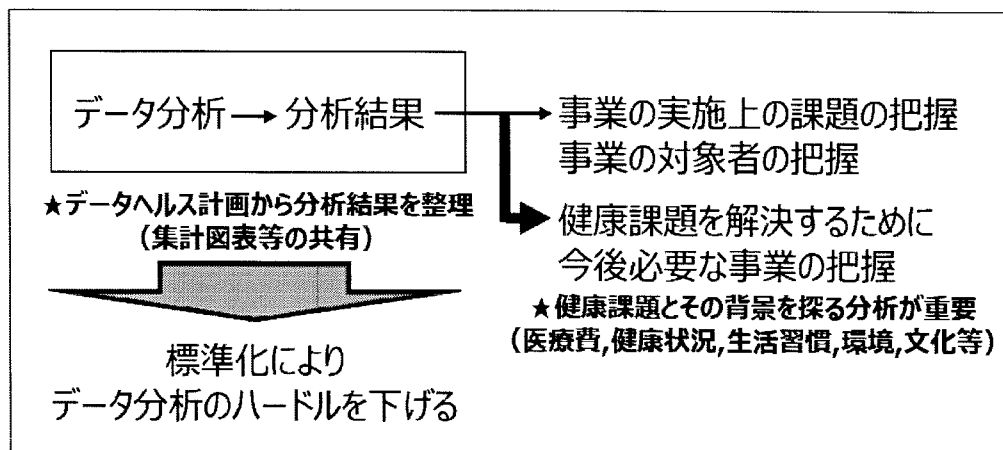 データ分析→分析結果
事業の実施上の課題の把握
事業の対象者の把握
★データヘルス計画から分析結果を整理
（集計図表等の共有）
健康課題を解決するために
今後必要な事業の把握
★健康課題とその背景を探る分析が重要
（医療費,健康状況,生活習慣,環境,文化等）
標準化により
データ分析のハードルを下げる